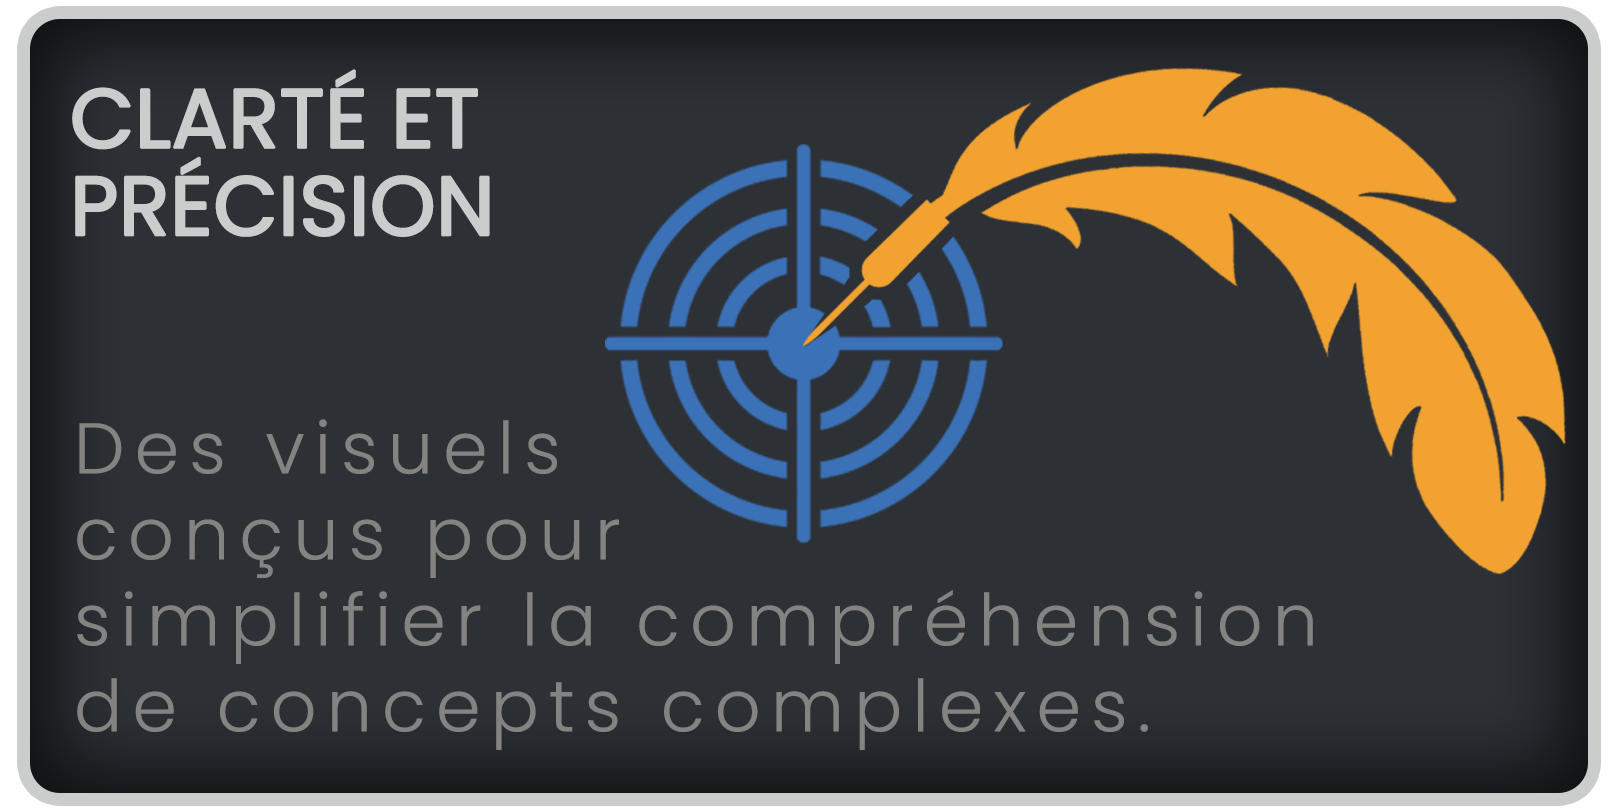 CLARTÉ ET
PRÉCISION
Des visuels
conçus pour
simplifier la compréhension
de concepts complexes.